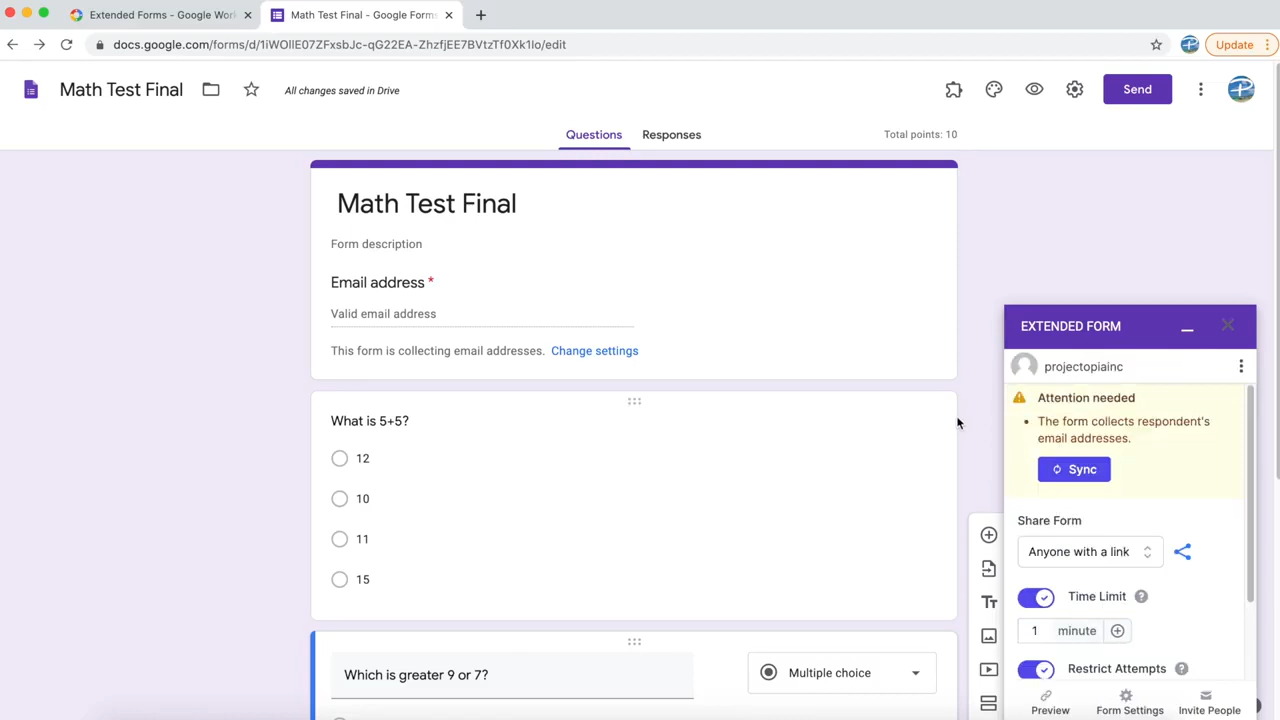 Extended Forms - Google Work
Math Test Final - Google Forms
docs.google.com/forms/d/1iWOllE07ZFxsbJc-qG22EA-ZhzfjEE7BVtzTf0Xk1Io/edit
Update
Math Test Final
All changes saved in Drive
Send
Questions
Responses
Total points: 10
Math Test Final
Form description
Email address *
Valid email address
This form is collecting email addresses. Change settings
What is 5+5?
12
10
11
15
Which is greater 9 or 7?
Multiple choice
EXTENDED FORM
projectopiainc
Attention needed
• The form collects respondent's
email addresses.
Sync
Share Form
Anyone with a link
Time Limit
1 minute
Restrict Attempts
Preview
Form Settings
Invite People